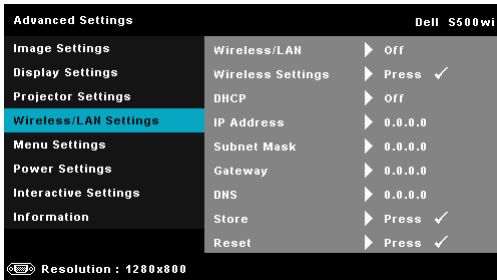 Advanced Settings Dell S500wi
Image Settings
Display Settings
Projector Settings
Wireless/LAN Settings
Menu Settings
Power Settings
Interactive Settings
Information
Wireless/LAN Off
Wireless Settings Press ✓
DHCP Off
IP Address 0.0.0.0
Subnet Mask 0.0.0.0
Gateway 0.0.0.0
DNS 0.0.0.0
Store Press ✓
Reset Press ✓
Resolution : 1280x800